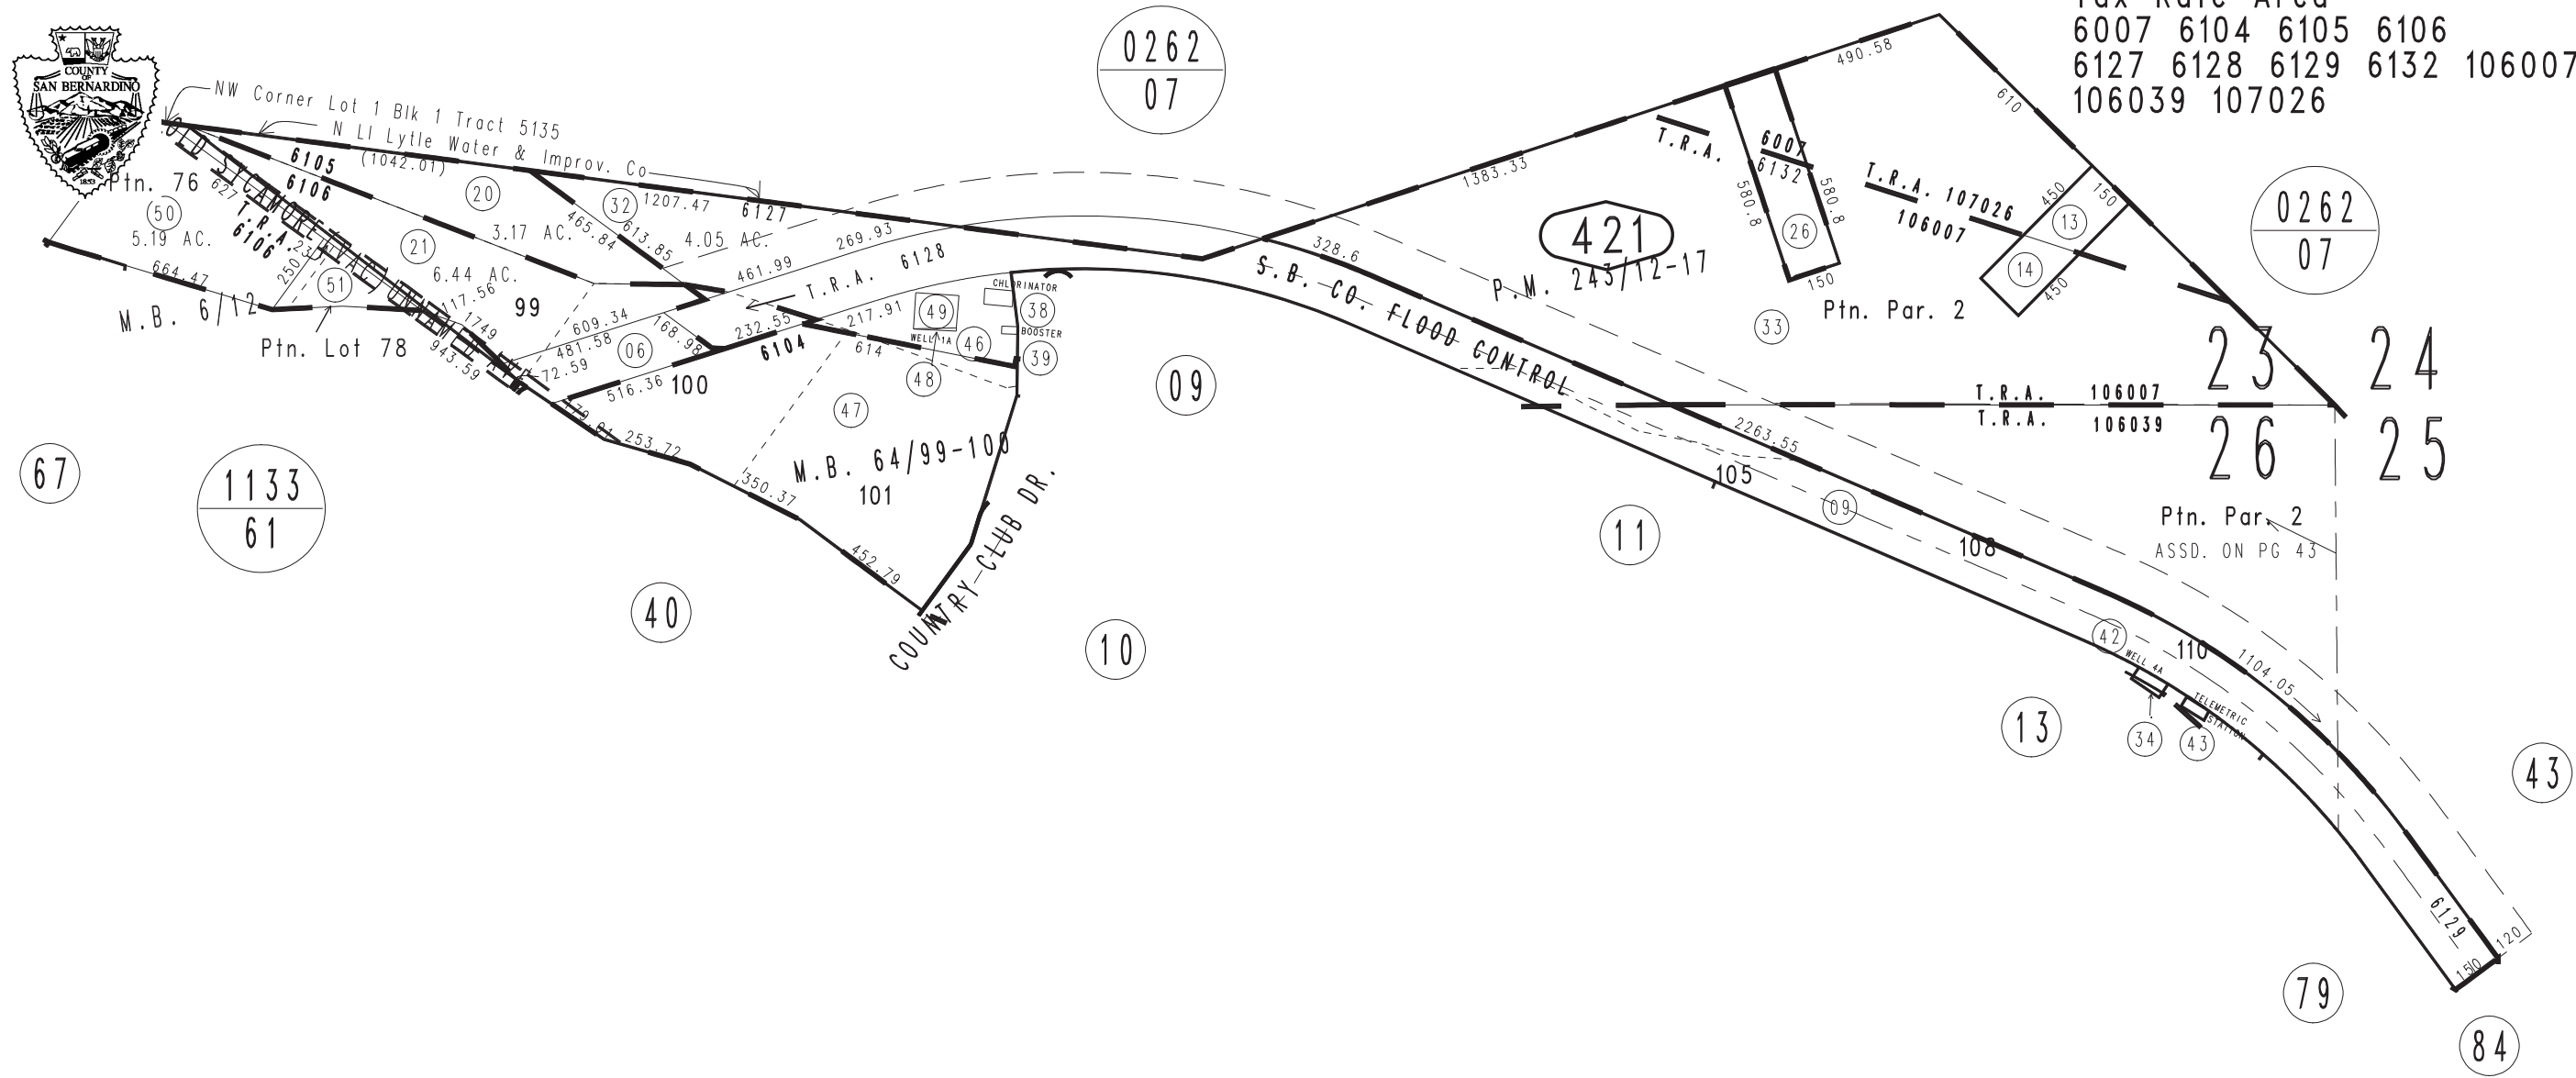 Tax Rate Area
6007 6104 6105 6106
6127 6128 6129 6132 106007
106039 107026
COUNTY
OF
SAN BERNARDINO
1853
0262
07
490.58
610
NW Corner Lot 1 Blk 1 Tract 5135
N LI Lytle Water & Improv. Co
(1042.01)
6105
6106
Ptn. 76
627
50
5.19 AC.
T.R.A.
6106
20
3.17 AC.
32
1207.47
6127
465.84
613.85
4.05 AC.
269.93
21
6.44 AC.
250
51
664.47
M.B. 6/12
Ptn. Lot 78
117.56
1749
943.59
99
461.99
T.R.A. 6128
609.34
481.58
72.59
168.98
06
232.55
217.91
6104
614
516.36
100
CHLORINATOR
38
BOOSTER
39
49
WELL 1A
46
48
47
253.72
350.37
452.79
M.B. 64/99-100
101
COUNTRY CLUB DR.
1383.33
T.R.A.
6007
6132
580.8
580.8
26
150
T.R.A. 107026
106007
450
150
13
14
450
0262
07
421
P.M. 243/12-17
Ptn. Par. 2
33
328.6
S.B. CO. FLOOD CONTROL
23
24
26
25
T.R.A. 106007
T.R.A. 106039
2263.55
105
09
108
Ptn. Par. 2
ASSD. ON PG 43
42
110
1104.05
WELL 4A
TELEMETRIC
STATION
34
43
67
1133
61
40
09
10
11
13
43
6129
120
150
79
84